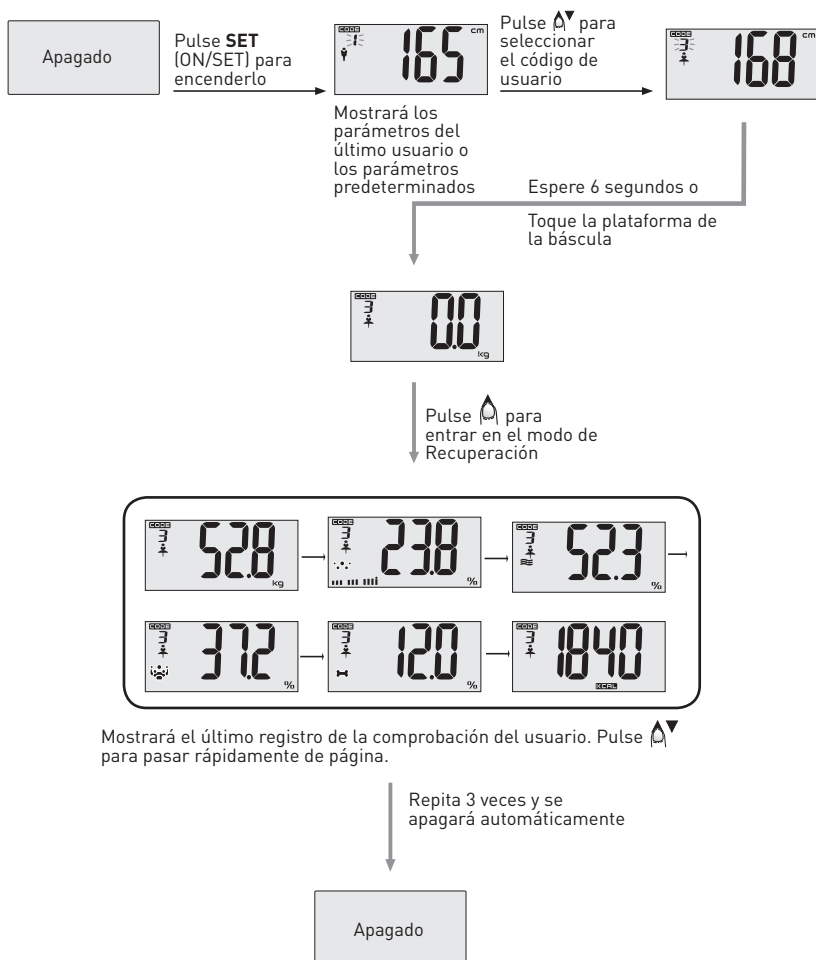 Apagado
Pulse SET
(ON/SET) para
encenderlo
CODE
1
165 cm
Mostrará los
parámetros del
último usuario o
los parámetros
predeterminados
Pulse ▼ para
seleccionar
el código de
usuario
CODE
3
168 cm
Espere 6 segundos o
Toque la plataforma de
la báscula
CODE
3
0.0 kg
Pulse para
entrar en el modo de
Recuperación
CODE
3
52.8 kg
CODE
3
23.8 %
CODE
3
52.3 %
CODE
3
37.2 %
CODE
3
12.0 %
CODE
3
1840
KCAL
Mostrará el último registro de la comprobación del usuario. Pulse ▼
para pasar rápidamente de página.
Repita 3 veces y se
apagará automáticamente
Apagado